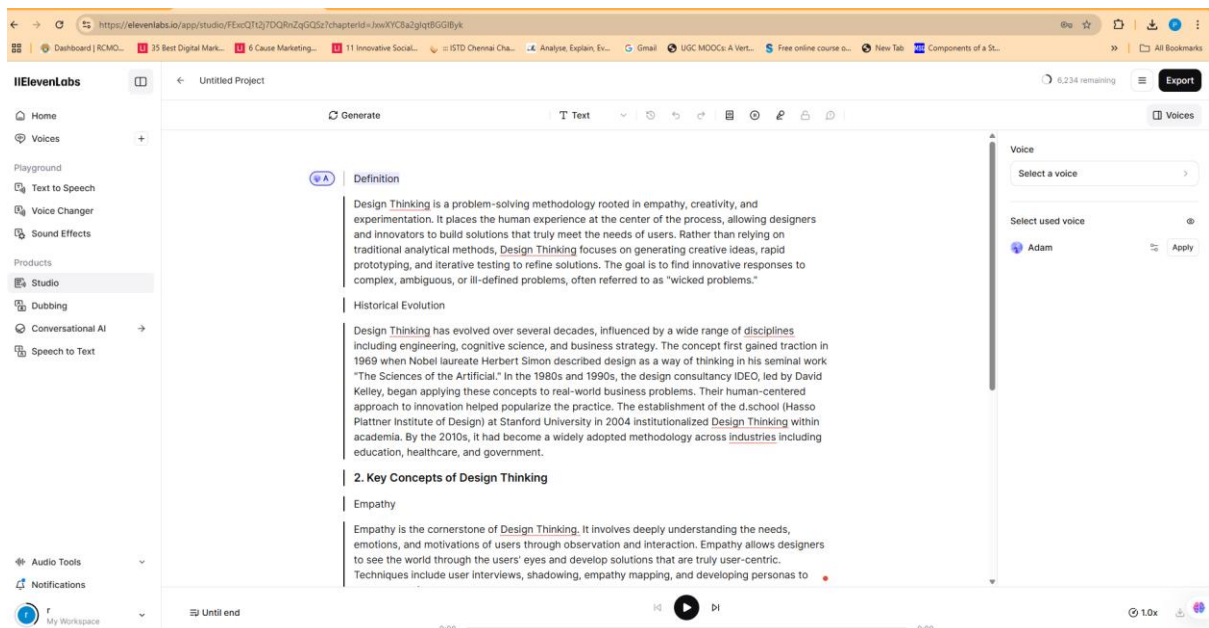 https://elevenlabs.io/app/studio/FExcQTt2j7DQRnZqGQSz?chapterId=JxwXYC8a2glqtBGGIByk
Dashboard | RCMO... 35 Best Digital Mark... 6 Cause Marketing... 11 Innovative Social... ::: ISTD Chennai Cha... Analyse, Explain, Ev... Gmail UGC MOOCs: A Vert... Free online course o... New Tab Components of a St... » All Bookmarks
IIElevenLabs
Untitled Project
6,234 remaining
Export
Home
Voices +
Playground
Text to Speech
Voice Changer
Sound Effects
Products
Studio
Dubbing
Conversational AI
Speech to Text
Audio Tools
Notifications
r
r
My Workspace
Generate
T Text
Voices
A
Definition
Design Thinking is a problem-solving methodology rooted in empathy, creativity, and
experimentation. It places the human experience at the center of the process, allowing designers
and innovators to build solutions that truly meet the needs of users. Rather than relying on
traditional analytical methods, Design Thinking focuses on generating creative ideas, rapid
prototyping, and iterative testing to refine solutions. The goal is to find innovative responses to
complex, ambiguous, or ill-defined problems, often referred to as "wicked problems."
Historical Evolution
Design Thinking has evolved over several decades, influenced by a wide range of disciplines
including engineering, cognitive science, and business strategy. The concept first gained traction in
1969 when Nobel laureate Herbert Simon described design as a way of thinking in his seminal work
"The Sciences of the Artificial." In the 1980s and 1990s, the design consultancy IDEO, led by David
Kelley, began applying these concepts to real-world business problems. Their human-centered
approach to innovation helped popularize the practice. The establishment of the d.school (Hasso
Plattner Institute of Design) at Stanford University in 2004 institutionalized Design Thinking within
academia. By the 2010s, it had become a widely adopted methodology across industries including
education, healthcare, and government.
2. Key Concepts of Design Thinking
Empathy
Empathy is the cornerstone of Design Thinking. It involves deeply understanding the needs,
emotions, and motivations of users through observation and interaction. Empathy allows designers
to see the world through the users' eyes and develop solutions that are truly user-centric.
Techniques include user interviews, shadowing, empathy mapping, and developing personas to
Voice
Select a voice
Select used voice
Adam
Apply
Until end
1.0x